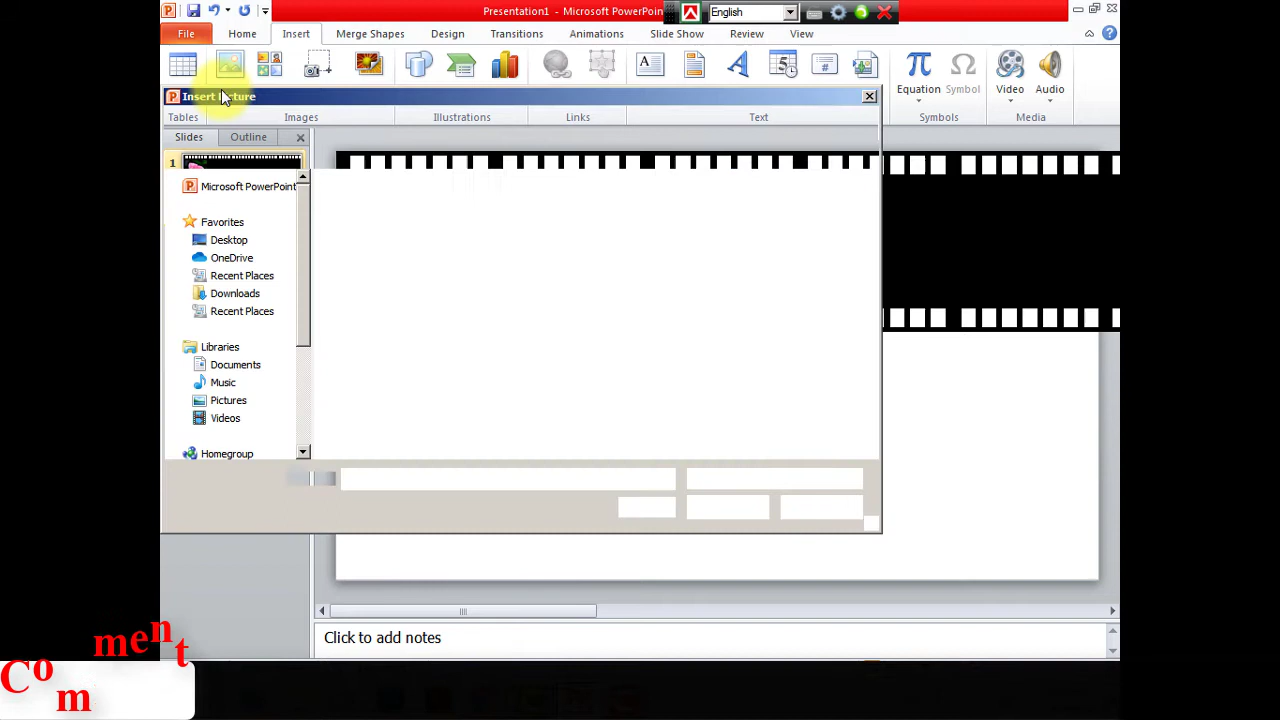 Presentation1 - Microsoft PowerPoin
English
File Home Insert Merge Shapes Design Transitions Animations Slide Show Review View
Equation Symbol Video Audio
Insert Picture
Tables Images Illustrations Links Text Symbols Media
Slides Outline
1
Microsoft PowerPoint
Favorites
Desktop
OneDrive
Recent Places
Downloads
Recent Places
Libraries
Documents
Music
Pictures
Videos
Homegroup
Click to add notes
Comment